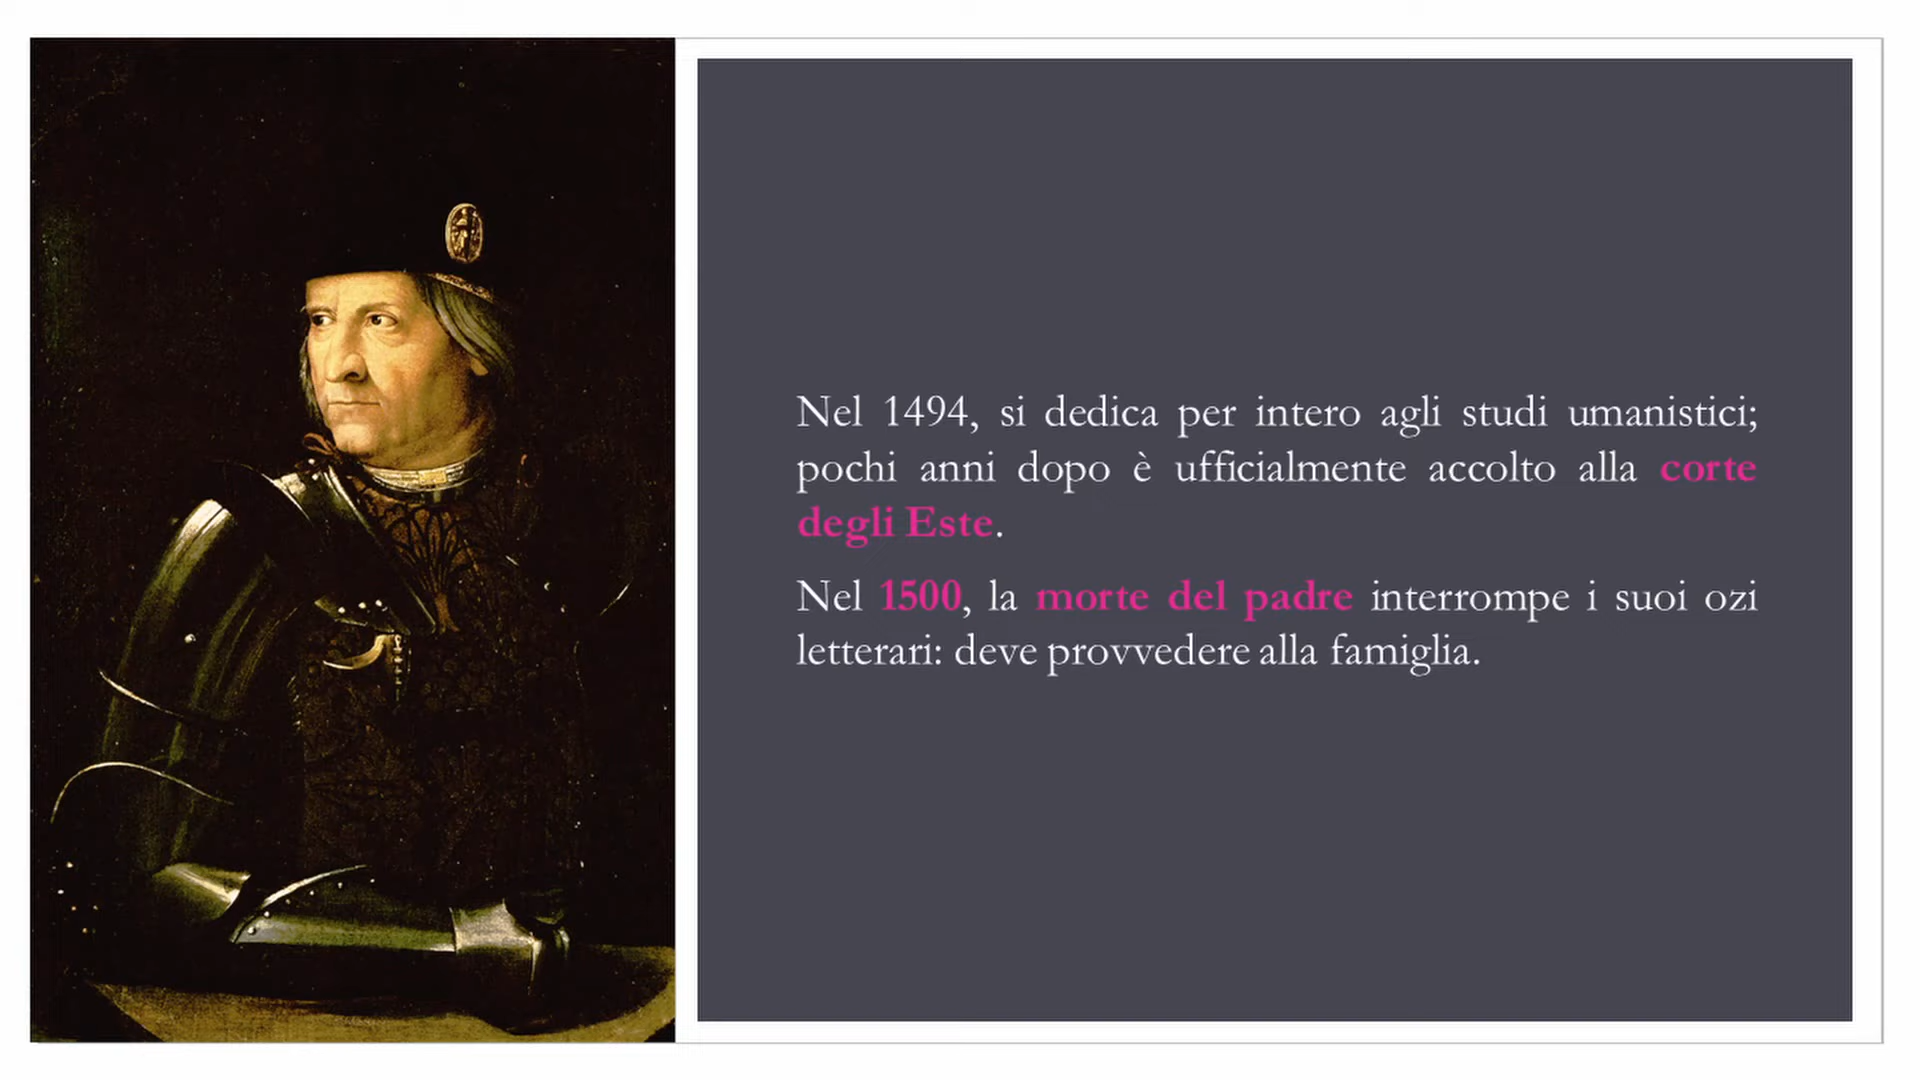 Nel 1494, si dedica per intero agli studi umanistici;
pochi anni dopo è ufficialmente accolto alla corte
degli Este.
Nel 1500, la morte del padre interrompe i suoi ozi
letterari: deve provvedere alla famiglia.